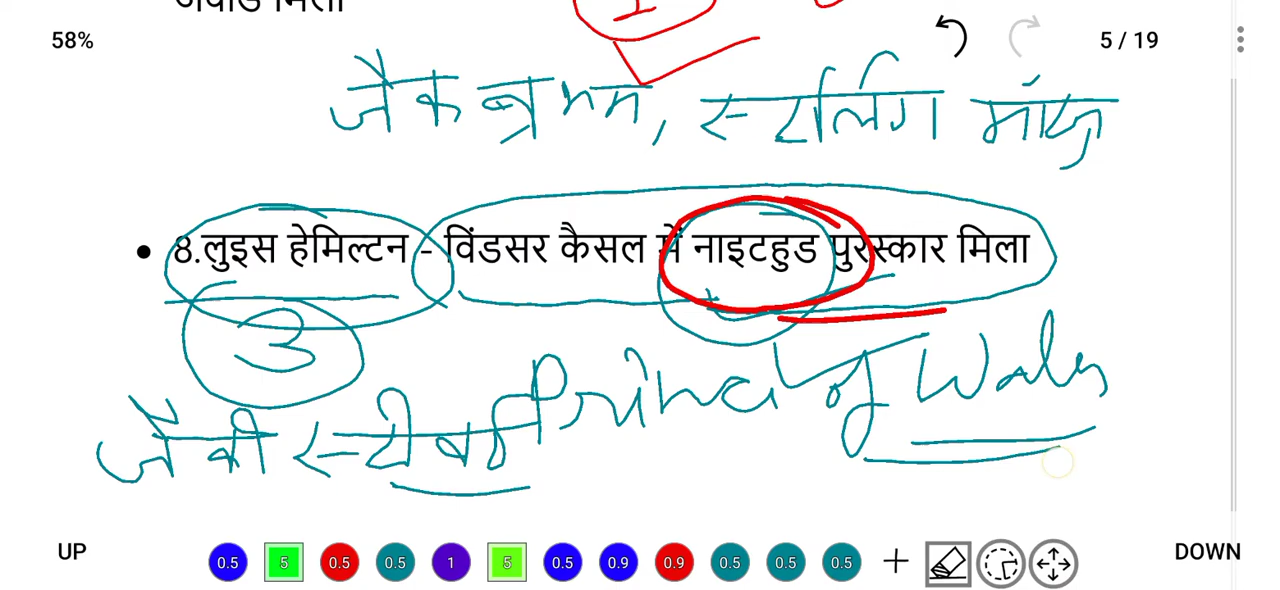 अवार्ड मिला
58%
5 / 19
जैक ब्रभम, स्टर्लिंग मांस
• 8.लुइस हेमिल्टन - विंडसर कैसल में नाइटहुड पुरस्कार मिला
3
जैकी स्टीवर्ड
of Wales
UP
0.5 5 0.5 0.5 1 5 0.5 0.9 0.9 0.5 0.5 0.5 +
DOWN